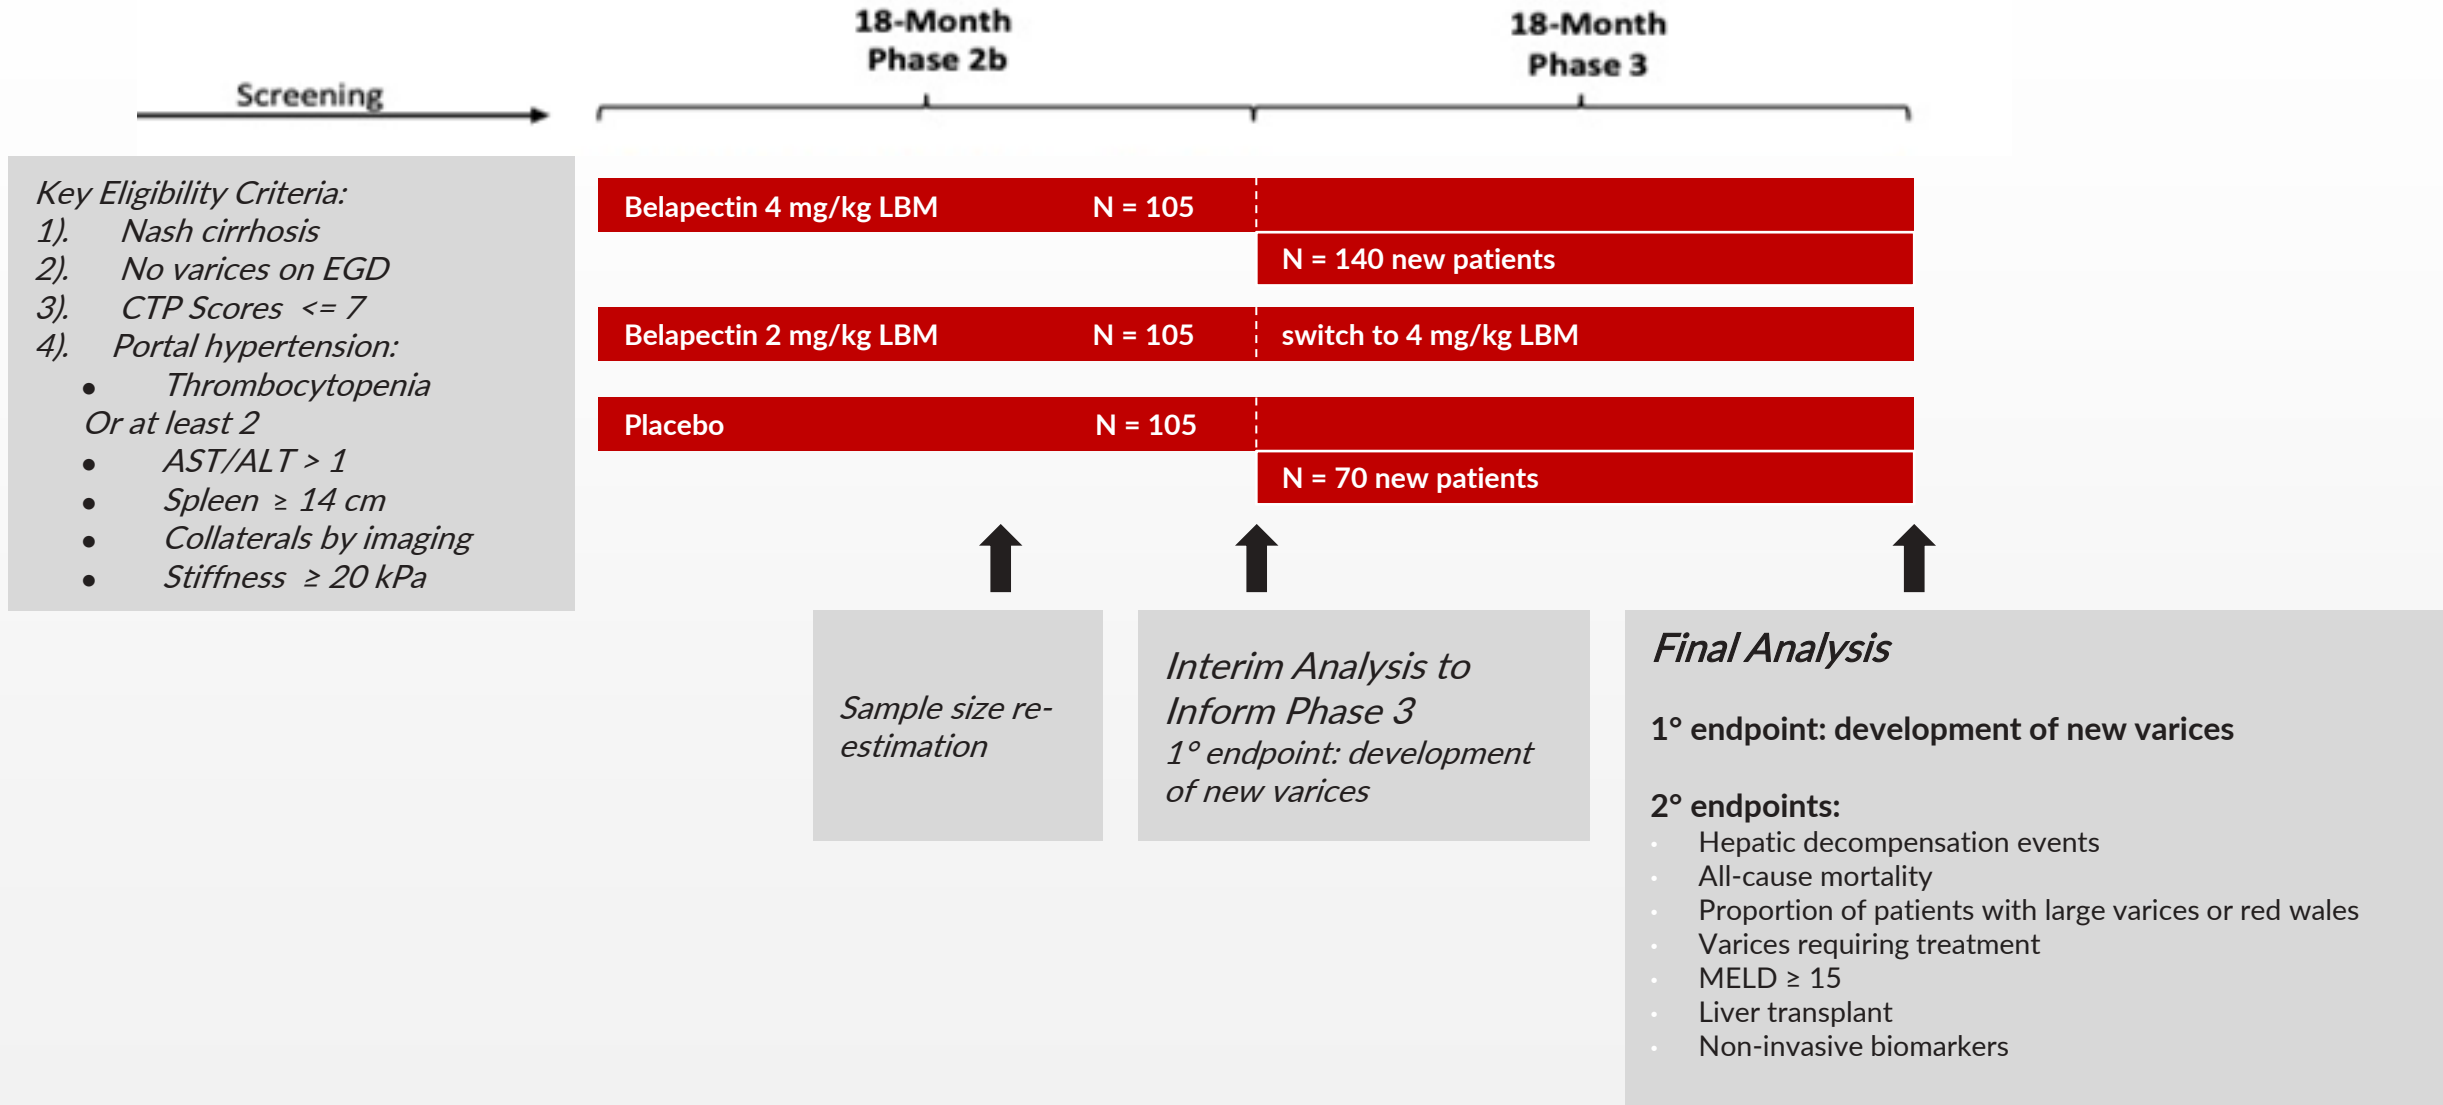 18-Month
Phase 2b
18-Month
Phase 3
Screening
Key Eligibility Criteria:
1). Nash cirrhosis
2). No varices on EGD
3). CTP Scores <= 7
4). Portal hypertension:
• Thrombocytopenia
Or at least 2
• AST/ALT > 1
• Spleen ≥ 14 cm
• Collaterals by imaging
• Stiffness ≥ 20 kPa
Belapectin 4 mg/kg LBM N = 105
N = 140 new patients
Belapectin 2 mg/kg LBM N = 105 switch to 4 mg/kg LBM
Placebo N = 105
N = 70 new patients
Sample size re-
estimation
Interim Analysis to
Inform Phase 3
1° endpoint: development
of new varices
Final Analysis
1° endpoint: development of new varices
2° endpoints:
· Hepatic decompensation events
· All-cause mortality
· Proportion of patients with large varices or red wales
· Varices requiring treatment
· MELD ≥ 15
· Liver transplant
· Non-invasive biomarkers